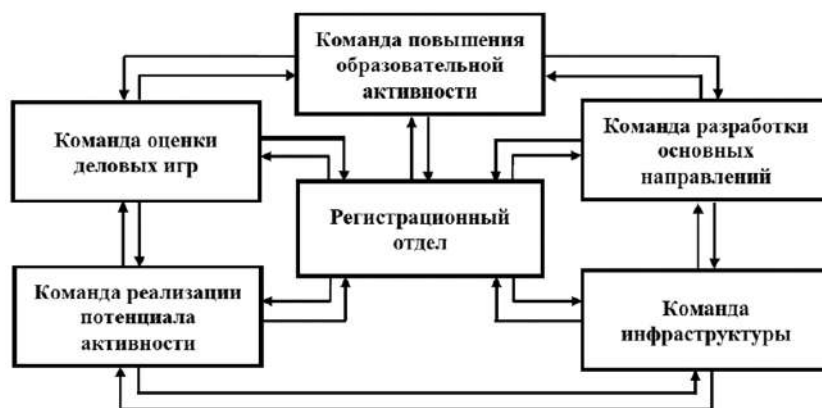 Команда повышения
образовательной
активности
Команда оценки
деловых игр
Команда разработки
основных
направлений
Регистрационный
отдел
Команда реализации
потенциала
активности
Команда
инфраструктуры